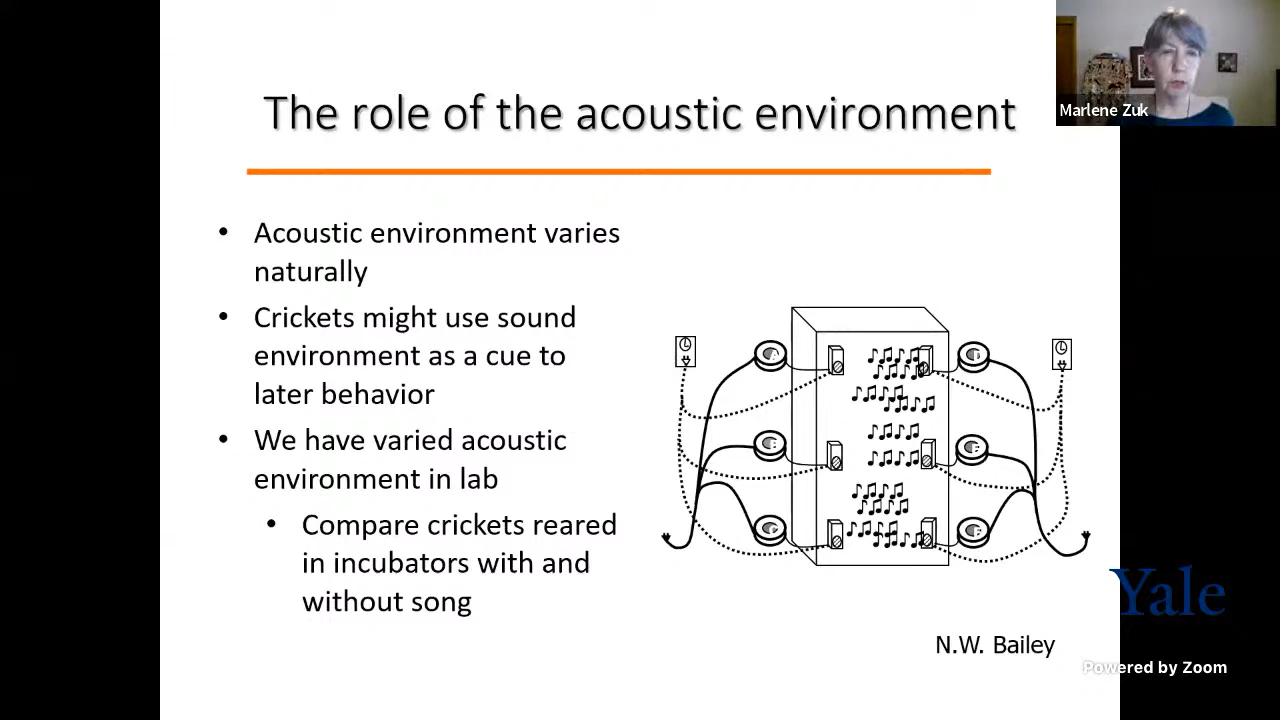 The role of the acoustic environment
Marlene Zuk
• Acoustic environment varies
naturally
• Crickets might use sound
environment as a cue to
later behavior
• We have varied acoustic
environment in lab
• Compare crickets reared
in incubators with and
without song
N.W. Bailey
Yale
Powered by Zoom